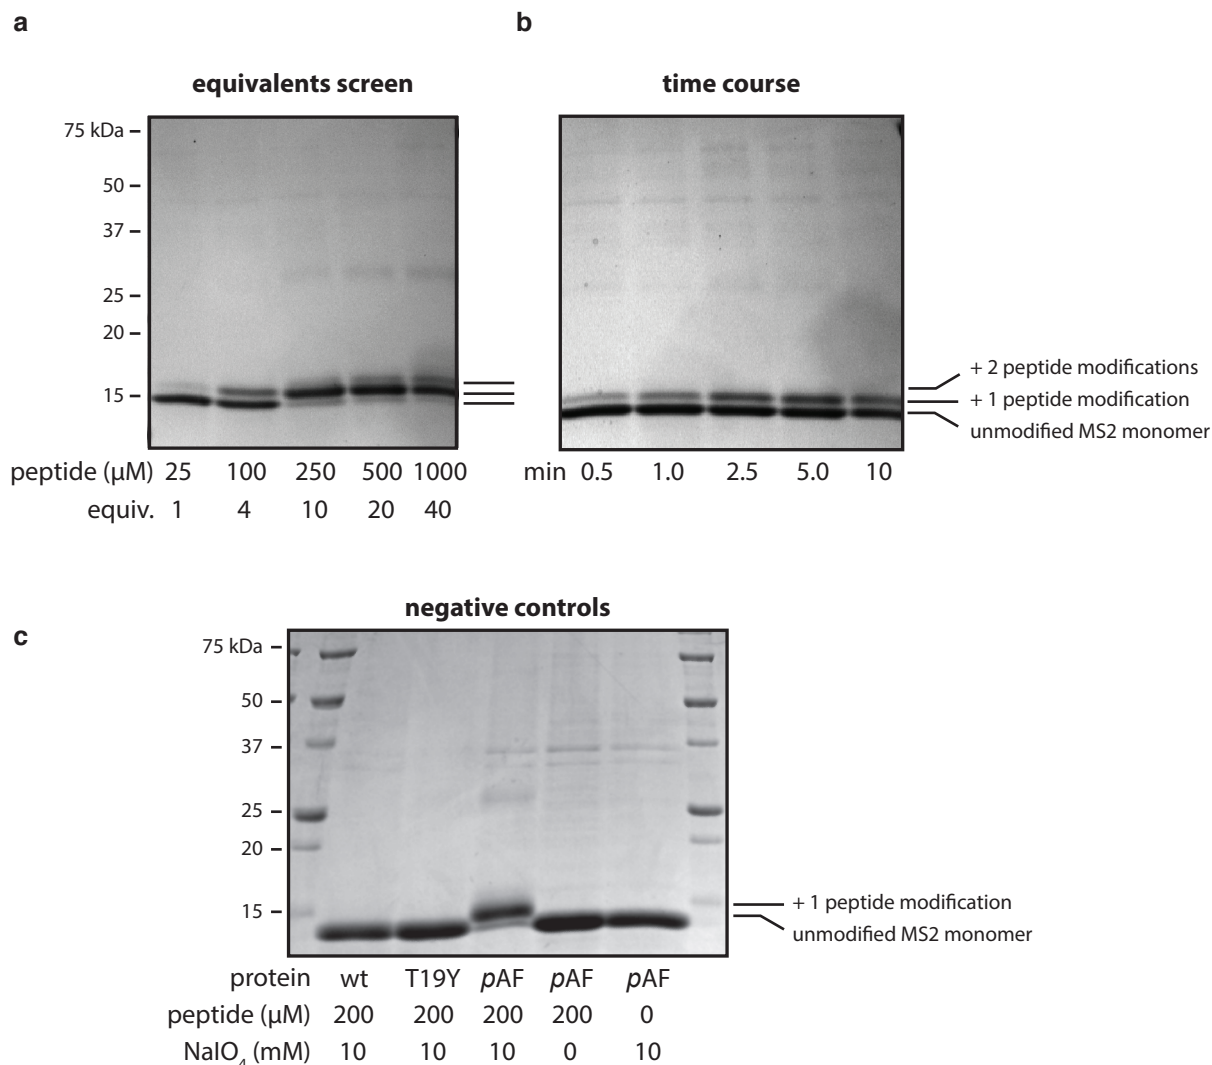 a
equivalents screen
75 kDa
50
37
25
20
15
peptide (μM) 25 100 250 500 1000
equiv. 1 4 10 20 40
b
time course
+ 2 peptide modifications
+ 1 peptide modification
unmodified MS2 monomer
min 0.5 1.0 2.5 5.0 10
c
negative controls
75 kDa
50
37
25
20
15
+ 1 peptide modification
unmodified MS2 monomer
protein wt T19Y pAF pAF pAF
peptide (μM) 200 200 200 200 0
NaIO4 (mM) 10 10 10 0 10